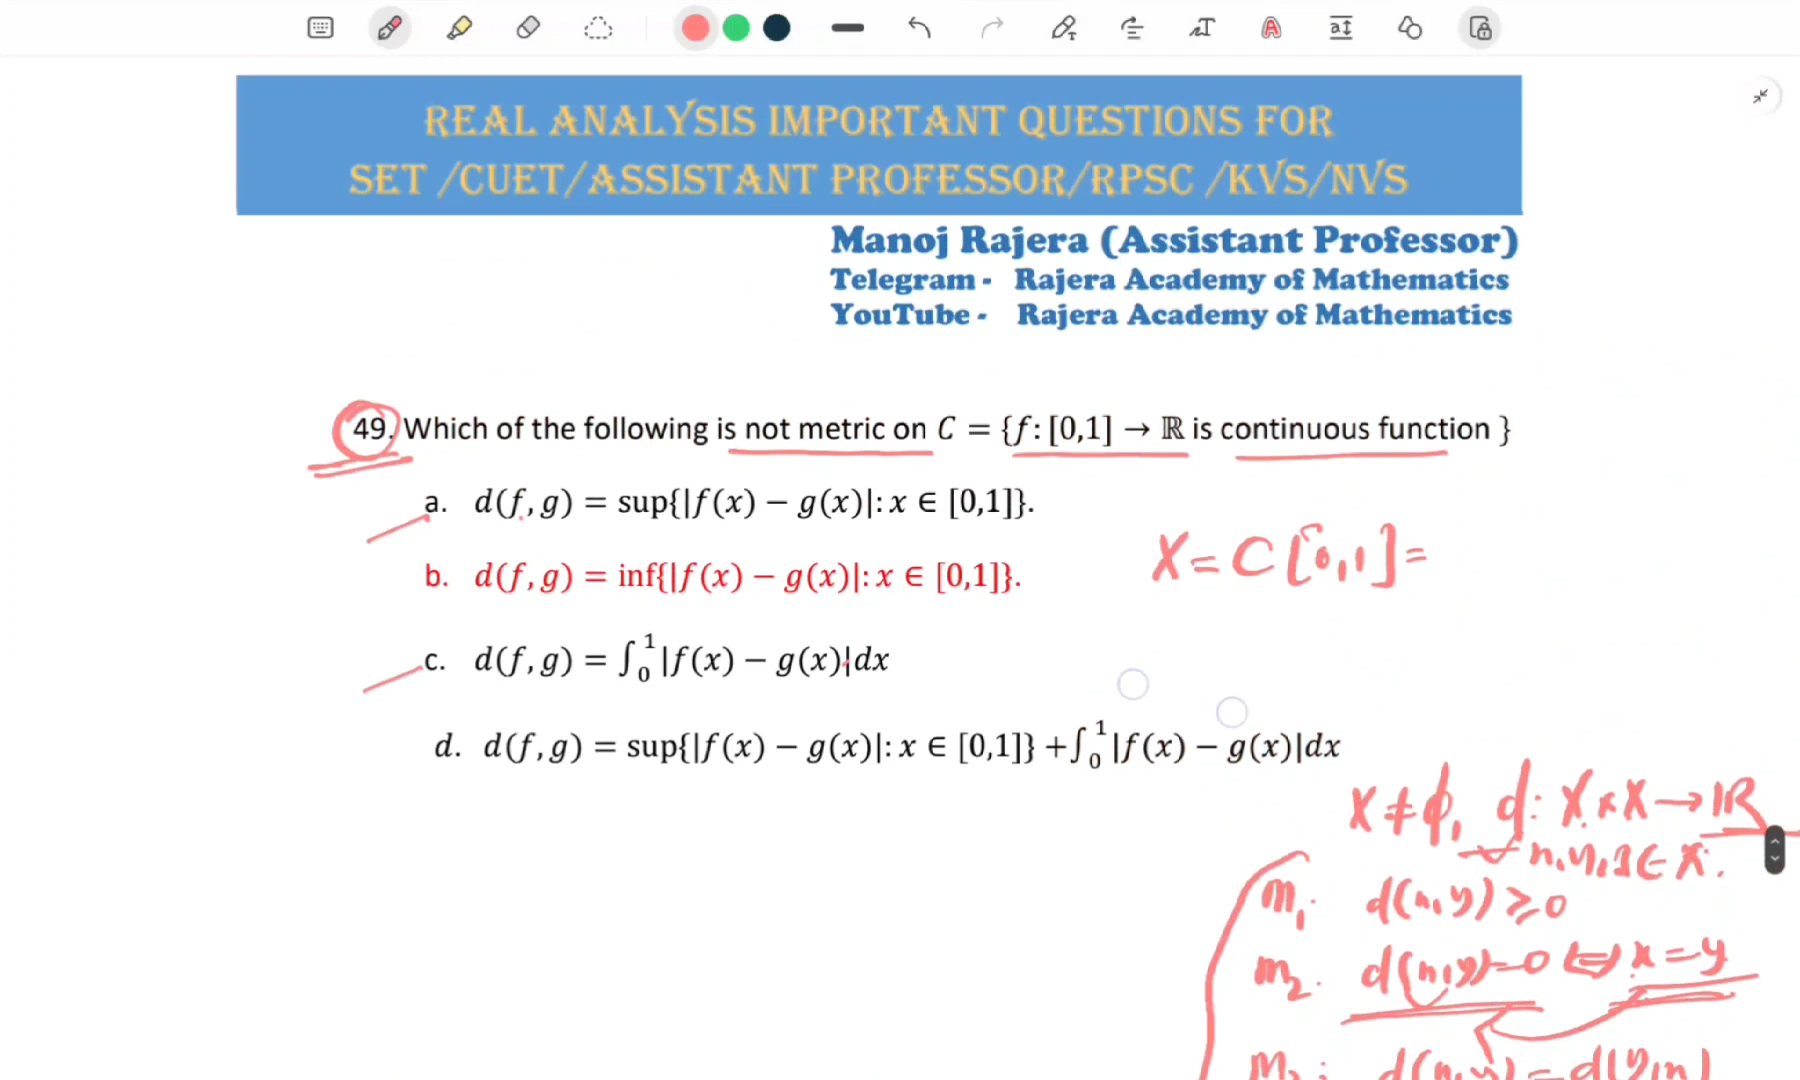 REAL ANALYSIS IMPORTANT QUESTIONS FOR
SET /CUET/ASSISTANT PROFESSOR/RPSC /KVS/NVS
Manoj Rajera (Assistant Professor)
Telegram - Rajera Academy of Mathematics
YouTube - Rajera Academy of Mathematics
49. Which of the following is not metric on C = {f: [0,1] → ℝ is continuous function }
a. d(f, g) = sup{|f(x) − g(x)|: x ∈ [0,1]}.
X = C[0,1] =
b. d(f, g) = inf{|f(x) − g(x)|: x ∈ [0,1]}.
c. d(f, g) = ∫₀¹|f(x) − g(x)|dx
d. d(f, g) = sup{|f(x) − g(x)|: x ∈ [0,1]} +∫₀¹|f(x) − g(x)|dx
X ≠ ϕ, d: X × X → ℝ
x, y, z ∈ X.
m₁. d(x, y) ≥ 0
m₂. d(x, y) = 0 ⇔ x = y
m₃: d(x, y) = d(y, x)